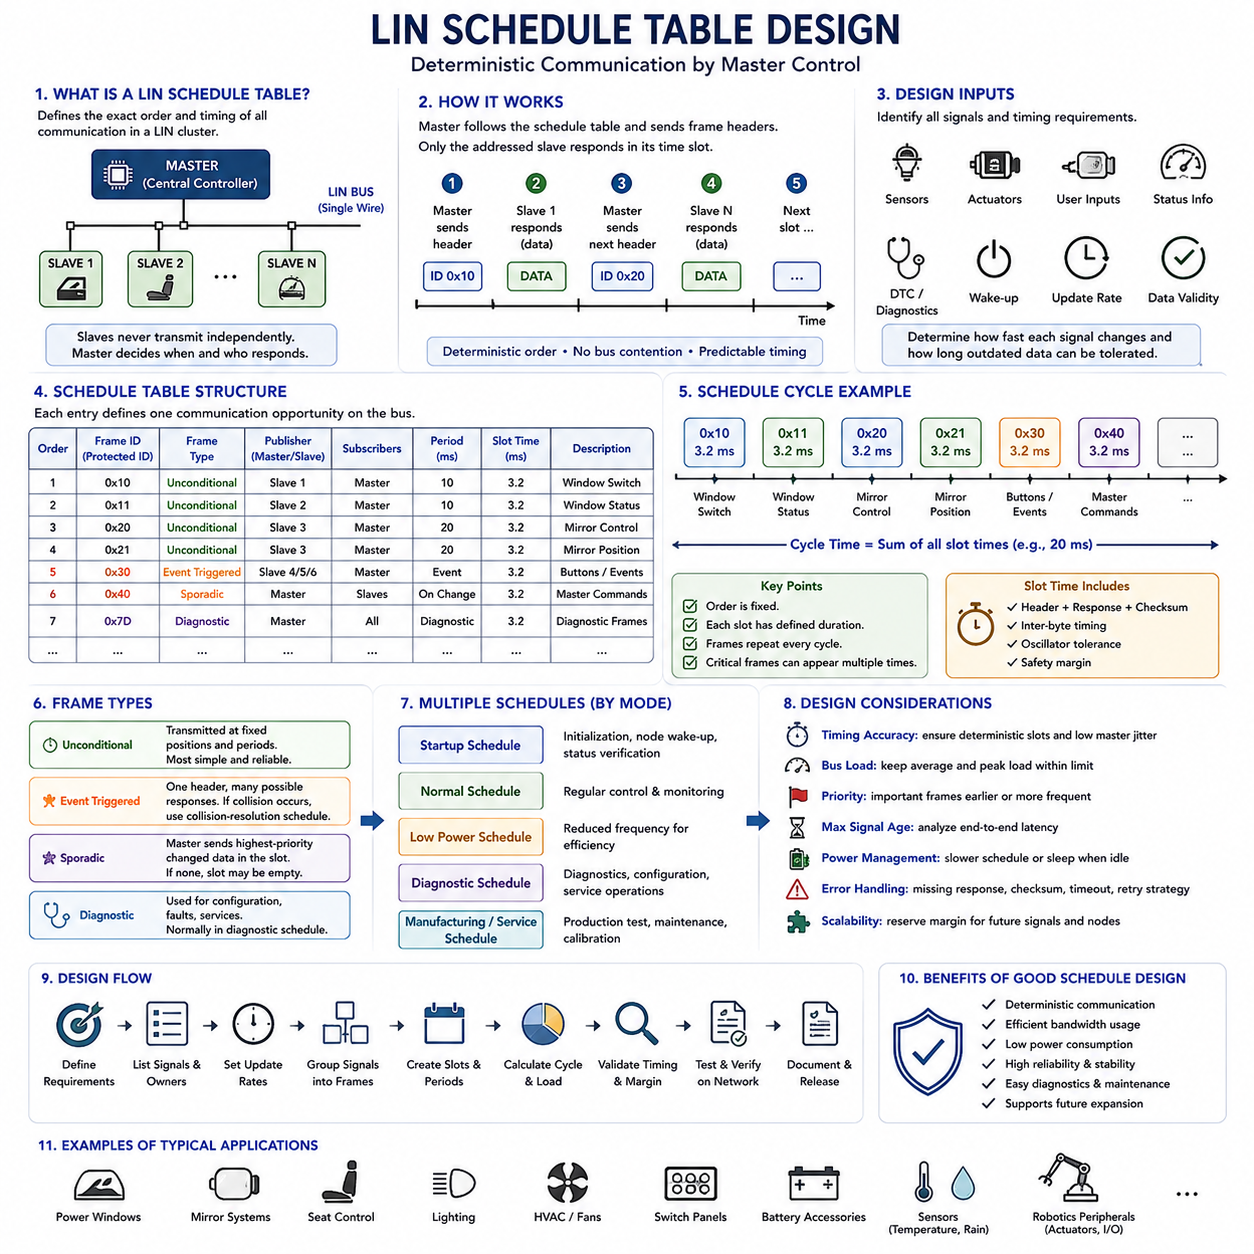 LIN SCHEDULE TABLE DESIGN
Deterministic Communication by Master Control
1. WHAT IS A LIN SCHEDULE TABLE?
Defines the exact order and timing of all
communication in a LIN cluster.
MASTER
(Central Controller)
LIN BUS
(Single Wire)
SLAVE 1
SLAVE 2
...
SLAVE N
Slaves never transmit independently.
Master decides when and who responds.
2. HOW IT WORKS
Master follows the schedule table and sends frame headers.
Only the addressed slave responds in its time slot.
1
2
3
4
5
Master
sends
header
Slave 1
responds
(data)
Master
sends
next header
Slave N
responds
(data)
Next
slot ...
ID 0x10
DATA
ID 0x20
DATA
...
Time
Deterministic order • No bus contention • Predictable timing
3. DESIGN INPUTS
Identify all signals and timing requirements.
Sensors
Actuators
User Inputs
Status Info
DTC /
Diagnostics
Wake-up
Update Rate
Data Validity
Determine how fast each signal changes and
how long outdated data can be tolerated.
4. SCHEDULE TABLE STRUCTURE
Each entry defines one communication opportunity on the bus.
Order | Frame ID (Protected ID) | Frame Type | Publisher (Master/Slave) | Subscribers | Period (ms) | Slot Time (ms) | Description
1 | 0x10 | Unconditional | Slave 1 | Master | 10 | 3.2 | Window Switch
2 | 0x11 | Unconditional | Slave 2 | Master | 10 | 3.2 | Window Status
3 | 0x20 | Unconditional | Slave 3 | Master | 20 | 3.2 | Mirror Control
4 | 0x21 | Unconditional | Slave 3 | Master | 20 | 3.2 | Mirror Position
5 | 0x30 | Event Triggered | Slave 4/5/6 | Master | Event | 3.2 | Buttons / Events
6 | 0x40 | Sporadic | Master | Slaves | On Change | 3.2 | Master Commands
7 | 0x7D | Diagnostic | Master | All | Diagnostic | 3.2 | Diagnostic Frames
... | ... | ... | ... | ... | ... | ... | ...
5. SCHEDULE CYCLE EXAMPLE
0x10
3.2 ms
0x11
3.2 ms
0x20
3.2 ms
0x21
3.2 ms
0x30
3.2 ms
0x40
3.2 ms
...
...
Window
Switch
Window
Status
Mirror
Control
Mirror
Position
Buttons /
Events
Master
Commands
...
Cycle Time = Sum of all slot times (e.g., 20 ms)
Key Points
Order is fixed.
Each slot has defined duration.
Frames repeat every cycle.
Critical frames can appear multiple times.
Slot Time Includes
Header + Response + Checksum
Inter-byte timing
Oscillator tolerance
Safety margin
6. FRAME TYPES
Unconditional
Transmitted at fixed
positions and periods.
Most simple and reliable.
Event Triggered
One header, many possible
responses. If collision occurs,
use collision-resolution schedule.
Sporadic
Master sends highest-priority
changed data in the slot.
If none, slot may be empty.
Diagnostic
Used for configuration,
faults, services.
Normally in diagnostic schedule.
7. MULTIPLE SCHEDULES (BY MODE)
Startup Schedule
Initialization, node wake-up,
status verification
Normal Schedule
Regular control & monitoring
Low Power Schedule
Reduced frequency for
efficiency
Diagnostic Schedule
Diagnostics, configuration,
service operations
Manufacturing / Service
Schedule
Production test, maintenance,
calibration
8. DESIGN CONSIDERATIONS
Timing Accuracy: ensure deterministic slots and low master jitter
Bus Load: keep average and peak load within limit
Priority: important frames earlier or more frequent
Max Signal Age: analyze end-to-end latency
Power Management: slower schedule or sleep when idle
Error Handling: missing response, checksum, timeout, retry strategy
Scalability: reserve margin for future signals and nodes
9. DESIGN FLOW
Define
Requirements
List Signals &
Owners
Set Update
Rates
Group Signals
into Frames
Create Slots &
Periods
Calculate Cycle
& Load
Validate Timing
& Margin
Test & Verify
on Network
Document &
Release
10. BENEFITS OF GOOD SCHEDULE DESIGN
Deterministic communication
Efficient bandwidth usage
Low power consumption
High reliability & stability
Easy diagnostics & maintenance
Supports future expansion
11. EXAMPLES OF TYPICAL APPLICATIONS
Power Windows
Mirror Systems
Seat Control
Lighting
HVAC / Fans
Switch Panels
Battery Accessories
Sensors
(Temperature, Rain)
Robotics Peripherals
(Actuators, I/O)
...